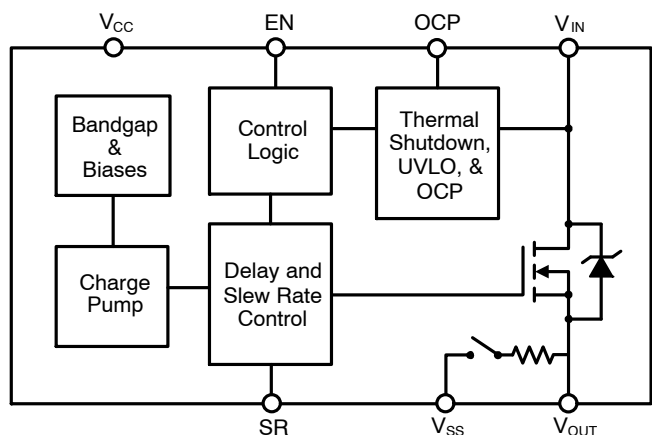 VCC
EN
OCP
VIN
Bandgap
&
Biases
Control
Logic
Thermal
Shutdown,
UVLO, &
OCP
Charge
Pump
Delay and
Slew Rate
Control
SR
VSS
VOUT